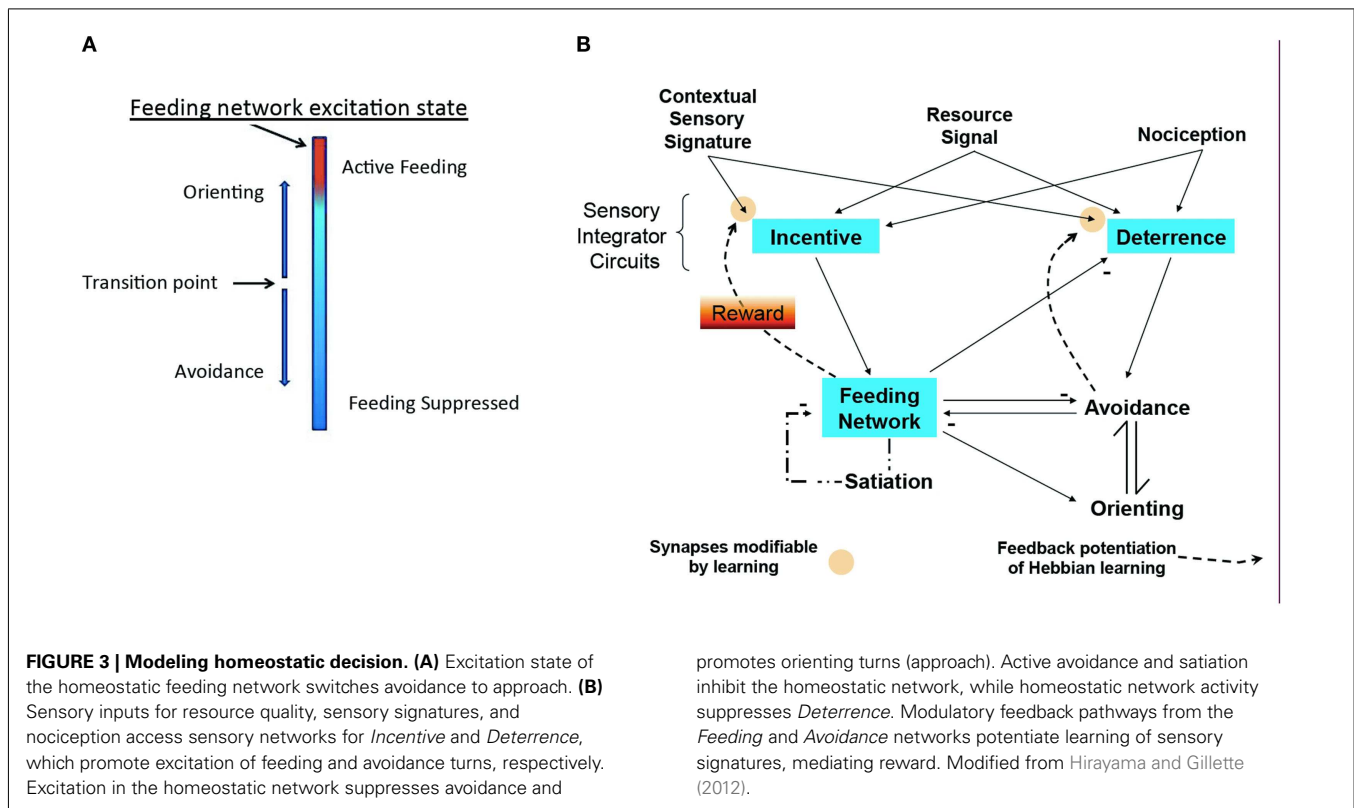 A
Feeding network excitation state
Active Feeding
Orienting
Transition point
Avoidance
Feeding Suppressed
B
Contextual
Sensory
Signature
Resource
Signal
Nociception
Sensory
Integrator
Circuits
Incentive
Deterrence
-
Reward
Feeding
Network
-
-
-
Avoidance
Satiation
Orienting
Synapses modifiable
by learning
Feedback potentiation
of Hebbian learning
FIGURE 3 | Modeling homeostatic decision. (A) Excitation state of
the homeostatic feeding network switches avoidance to approach. (B)
Sensory inputs for resource quality, sensory signatures, and
nociception access sensory networks for Incentive and Deterrence,
which promote excitation of feeding and avoidance turns, respectively.
Excitation in the homeostatic network suppresses avoidance and
promotes orienting turns (approach). Active avoidance and satiation
inhibit the homeostatic network, while homeostatic network activity
suppresses Deterrence. Modulatory feedback pathways from the
Feeding and Avoidance networks potentiate learning of sensory
signatures, mediating reward. Modified from Hirayama and Gillette
(2012).